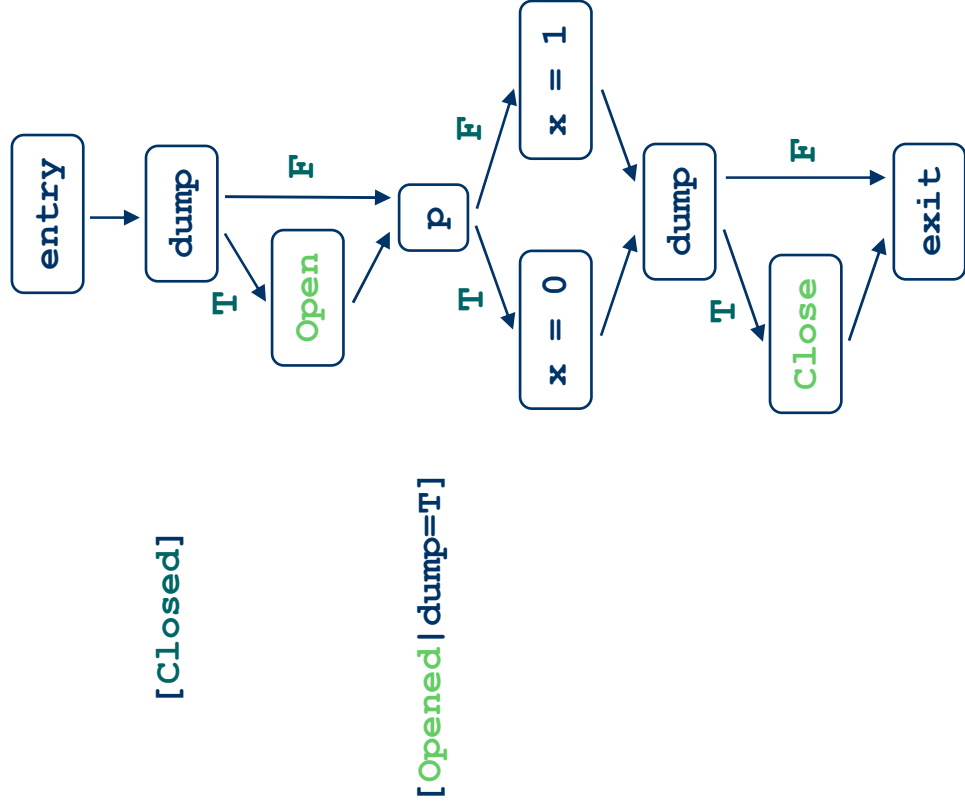 entry
dump
[Closed]
T
F
Open
p
[Opened|dump=T]
T
F
x = 0
x = 1
dump
T
F
Close
exit